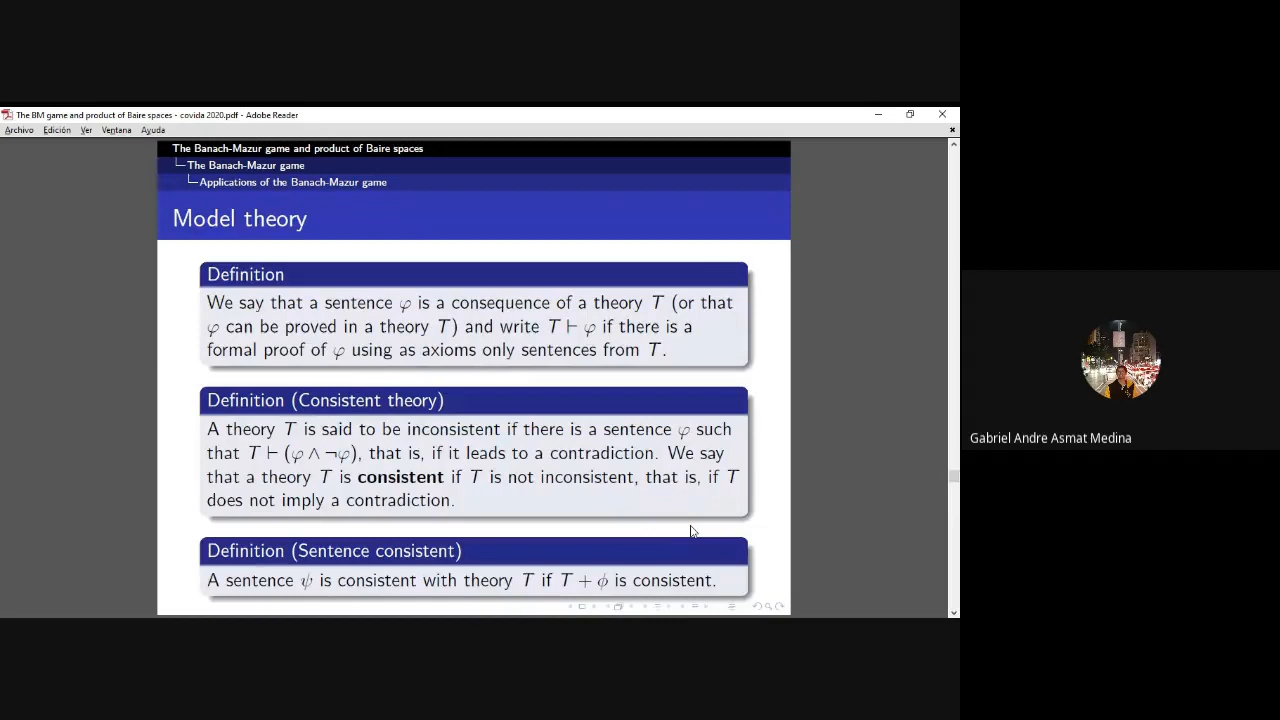 The BM game and product of Baire spaces - covida 2020.pdf - Adobe Reader
Archivo Edición Ver Ventana Ayuda
The Banach-Mazur game and product of Baire spaces
The Banach-Mazur game
Applications of the Banach-Mazur game
Model theory
Definition
We say that a sentence φ is a consequence of a theory T (or that
φ can be proved in a theory T) and write T ⊢ φ if there is a
formal proof of φ using as axioms only sentences from T.
Definition (Consistent theory)
A theory T is said to be inconsistent if there is a sentence φ such
that T ⊢ (φ ∧ ¬φ), that is, if it leads to a contradiction. We say
that a theory T is consistent if T is not inconsistent, that is, if T
does not imply a contradiction.
Definition (Sentence consistent)
A sentence ψ is consistent with theory T if T + ϕ is consistent.
Gabriel Andre Asmat Medina